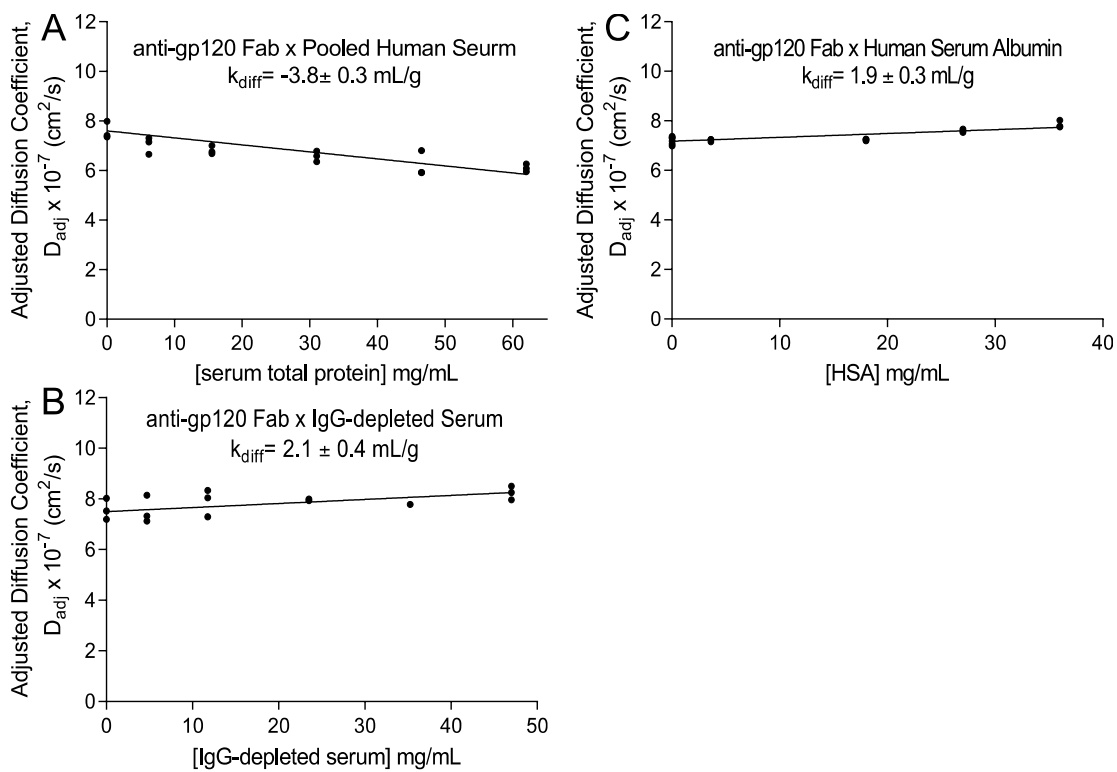 A
anti-gp120 Fab x Pooled Human Seurm
k_diff= -3.8± 0.3 mL/g
Adjusted Diffusion Coefficient,
D_adj x 10^-7 (cm^2/s)
12
10
8
6
4
2
0
0 10 20 30 40 50 60
[serum total protein] mg/mL
C
anti-gp120 Fab x Human Serum Albumin
k_diff= 1.9 ± 0.3 mL/g
Adjusted Diffusion Coefficient,
D_adj x 10^-7 (cm^2/s)
12
10
8
6
4
2
0
0 10 20 30 40
[HSA] mg/mL
B
anti-gp120 Fab x IgG-depleted Serum
k_diff= 2.1 ± 0.4 mL/g
Adjusted Diffusion Coefficient,
D_adj x 10^-7 (cm^2/s)
12
10
8
6
4
2
0
0 10 20 30 40 50
[IgG-depleted serum] mg/mL